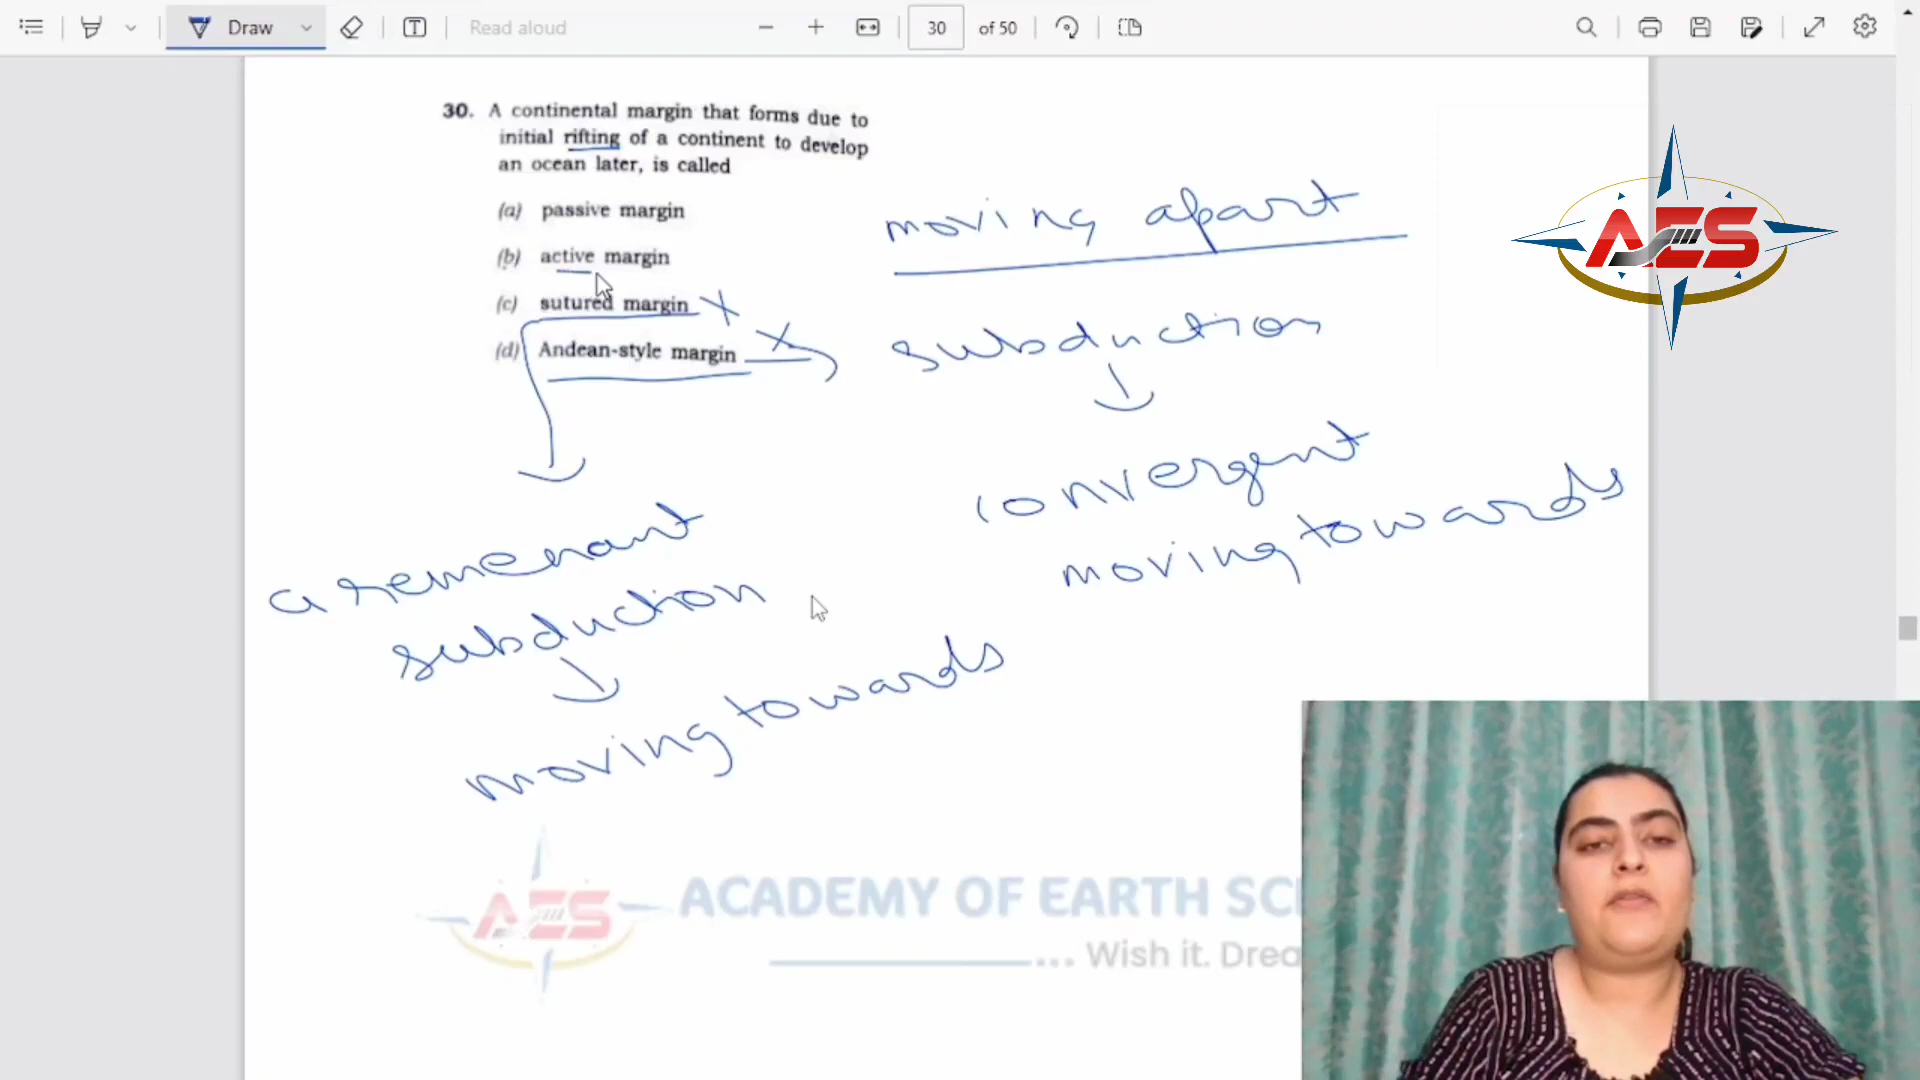 Draw
Read aloud
30
of 50
30. A continental margin that forms due to
initial rifting of a continent to develop
an ocean later, is called
(a) passive margin
(b) active margin
(c) sutured margin X
(d) Andean-style margin X
moving apart
subduction
convergent
moving towards
a remenant
subduction
moving towards
AES
AES
ACADEMY OF EARTH SC
... Wish it. Drea